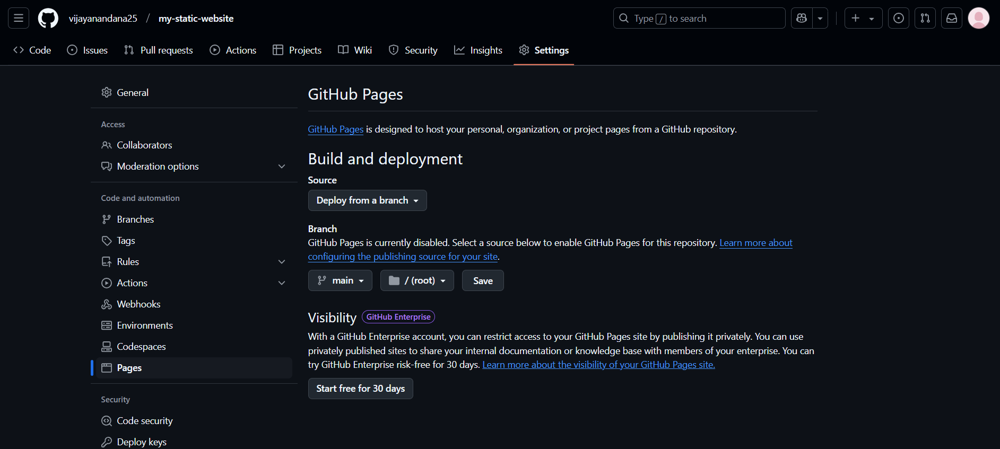 vijayanandana25 / my-static-website
Type / to search
Code Issues Pull requests Actions Projects Wiki Security Insights Settings
General
Access
Collaborators
Moderation options
Code and automation
Branches
Tags
Rules
Actions
Webhooks
Environments
Codespaces
Pages
Security
Code security
Deploy keys
GitHub Pages
GitHub Pages is designed to host your personal, organization, or project pages from a GitHub repository.
Build and deployment
Source
Deploy from a branch
Branch
GitHub Pages is currently disabled. Select a source below to enable GitHub Pages for this repository. Learn more about
configuring the publishing source for your site.
main / (root) Save
Visibility GitHub Enterprise
With a GitHub Enterprise account, you can restrict access to your GitHub Pages site by publishing it privately. You can use
privately published sites to share your internal documentation or knowledge base with members of your enterprise. You can
try GitHub Enterprise risk-free for 30 days. Learn more about the visibility of your GitHub Pages site.
Start free for 30 days